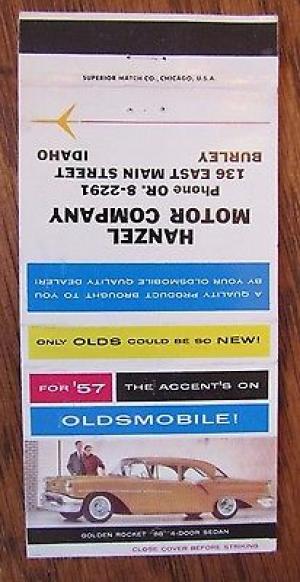 SUPERIOR MATCH CO., CHICAGO, U.S.A.
HANZEL
MOTOR COMPANY
Phone OR. 8-2291
136 EAST MAIN STREET
BURLEY IDAHO
A QUALITY PRODUCT BROUGHT TO YOU
BY YOUR OLDSMOBILE QUALITY DEALER!
ONLY OLDS COULD BE SO NEW!
FOR '57 THE ACCENT'S ON
OLDSMOBILE!
GOLDEN ROCKET "88" 4-DOOR SEDAN
CLOSE COVER BEFORE STRIKING